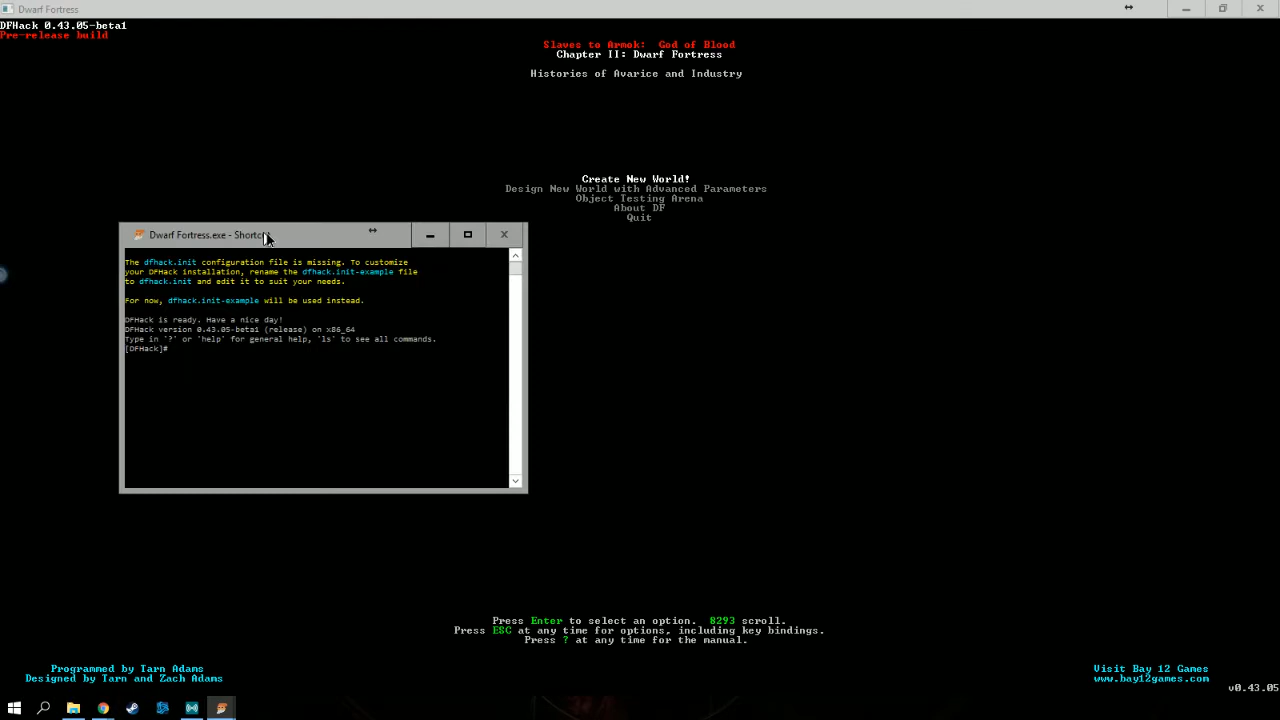 Dwarf Fortress
DFHack 0.43.05-beta1
Pre-release build
Slaves to Armok: God of Blood
Chapter II: Dwarf Fortress
Histories of Avarice and Industry
Create New World!
Design New World with Advanced Parameters
Object Testing Arena
About DF
Quit
Dwarf Fortress.exe - Shortcut
The dfhack.init configuration file is missing. To customize
your DFHack installation, rename the dfhack.init-example file
to dfhack.init and edit it to suit your needs.
For now, dfhack.init-example will be used instead.
DFHack is ready. Have a nice day!
DFHack version 0.43.05-beta1 (release) on x86_64
Type in '?' or 'help' for general help, 'ls' to see all commands.
[DFHack]#
Press Enter to select an option. 8293 scroll.
Press ESC at any time for options, including key bindings.
Press ? at any time for the manual.
Programmed by Tarn Adams
Designed by Tarn and Zach Adams
Visit Bay 12 Games
www.bay12games.com
v0.43.05